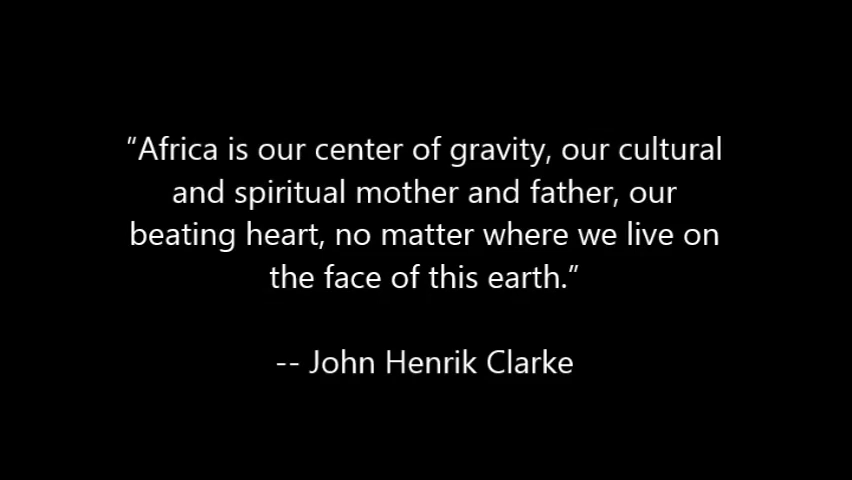 “Africa is our center of gravity, our cultural
and spiritual mother and father, our
beating heart, no matter where we live on
the face of this earth.”
-- John Henrik Clarke